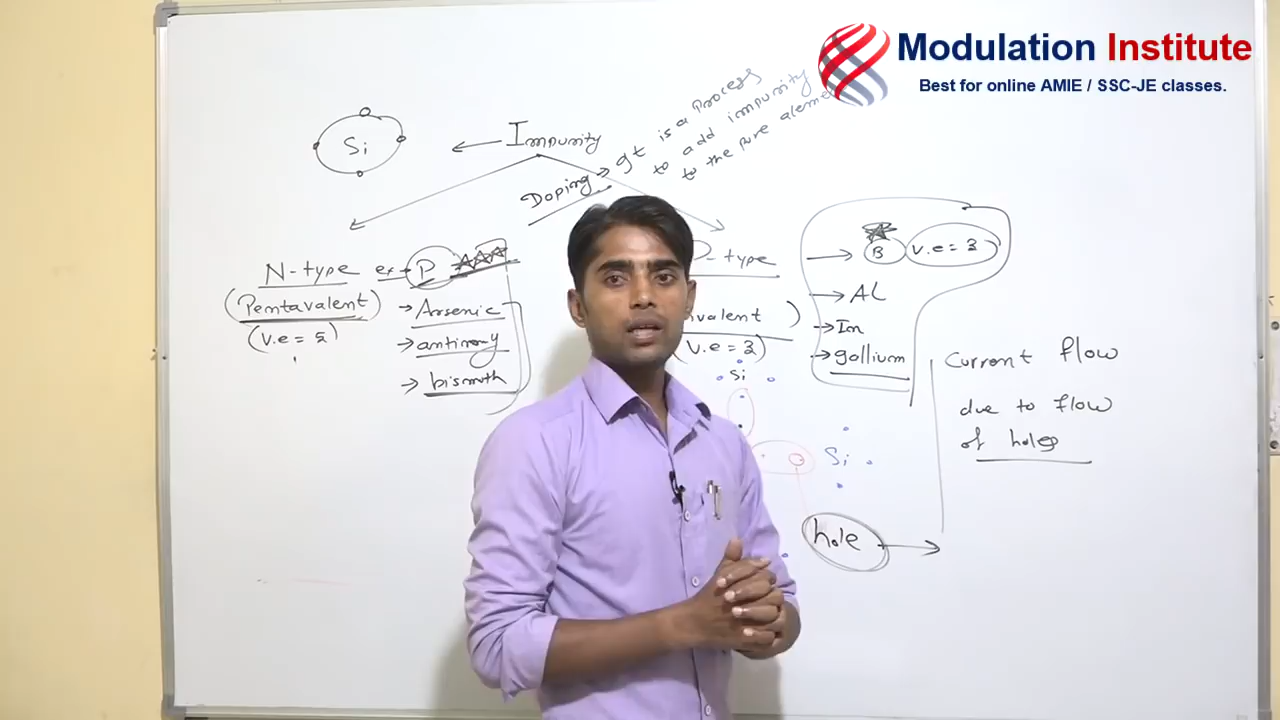 Modulation Institute
Best for online AMIE / SSC-JE classes.
Si
Impurity
Doping → It is a process
to add impurity
to the pure aleme
N-type ex→ P
(Pentavalent)
(v.e = 5)
→ Arsenic
→ antimony
→ bismuth
P-type
ivalent )
(v.e = 3)
→ B v.e = 3
→ AL
→ In
→ gallium
Si
Si
hole →
Current flow
due to flow
of holes